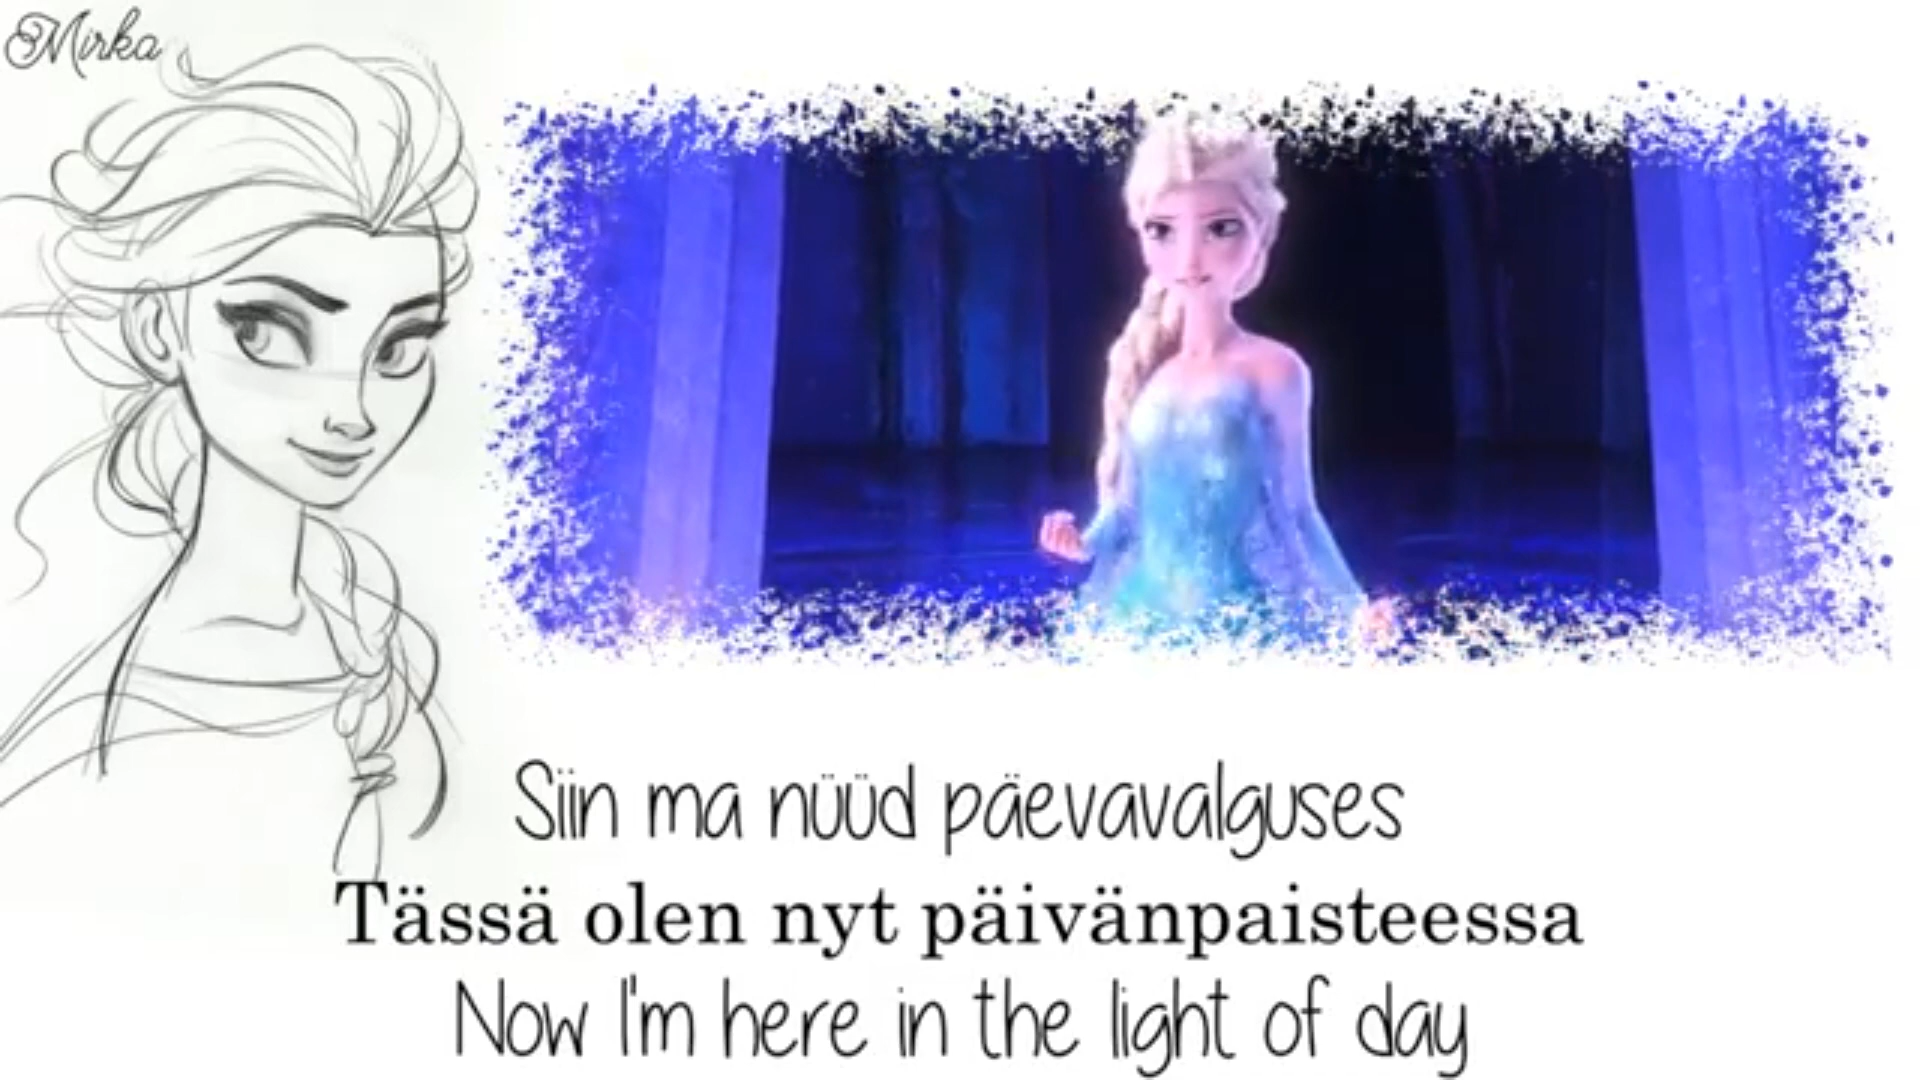 Mirka
Siin ma nüüd päevavalguses
Tässä olen nyt päivänpaisteessa
Now I'm here in the light of day